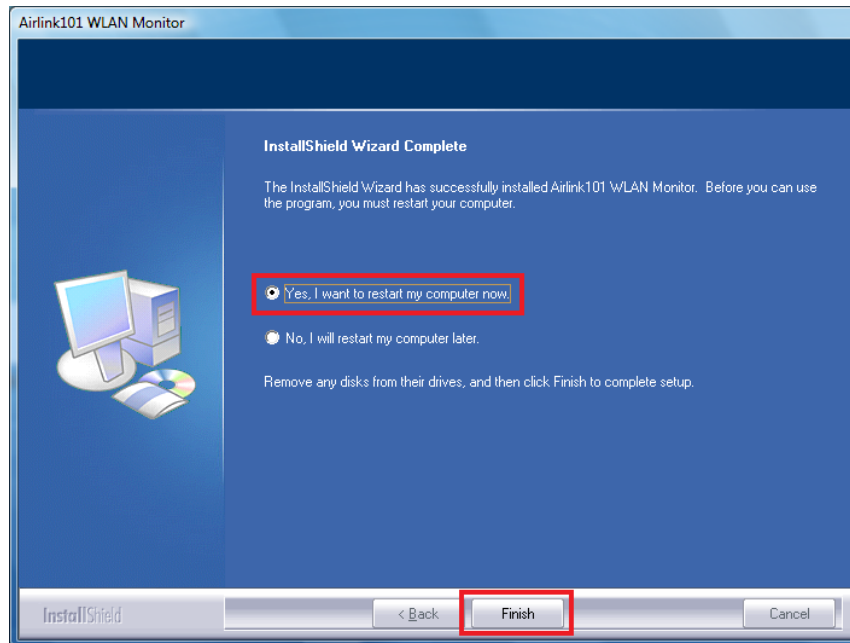 Airlink101 WLAN Monitor
InstallShield Wizard Complete
The InstallShield Wizard has successfully installed Airlink101 WLAN Monitor.  Before you can use
the program, you must restart your computer.
Yes, I want to restart my computer now.
No, I will restart my computer later.
Remove any disks from their drives, and then click Finish to complete setup.
InstallShield
< Back
Finish
Cancel